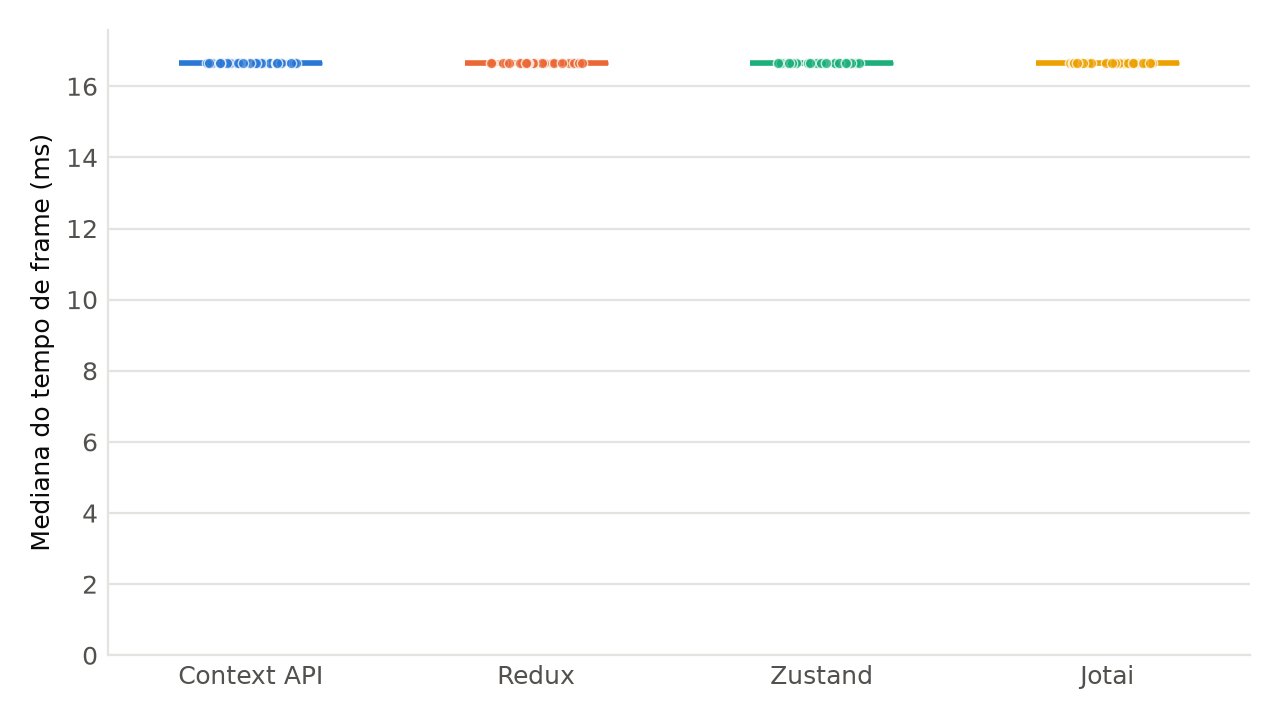 Mediana do tempo de frame (ms)
16
14
12
10
8
6
4
2
0
Context API
Redux
Zustand
Jotai